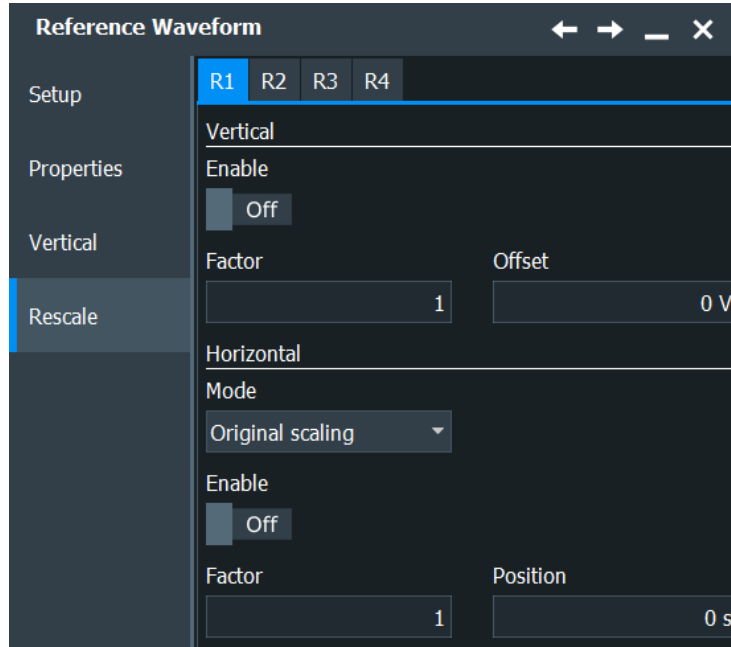 Reference Waveform
Setup
Properties
Vertical
Rescale
R1 R2 R3 R4
Vertical
Enable
Off
Factor Offset
1 0 V
Horizontal
Mode
Original scaling
Enable
Off
Factor Position
1 0 s